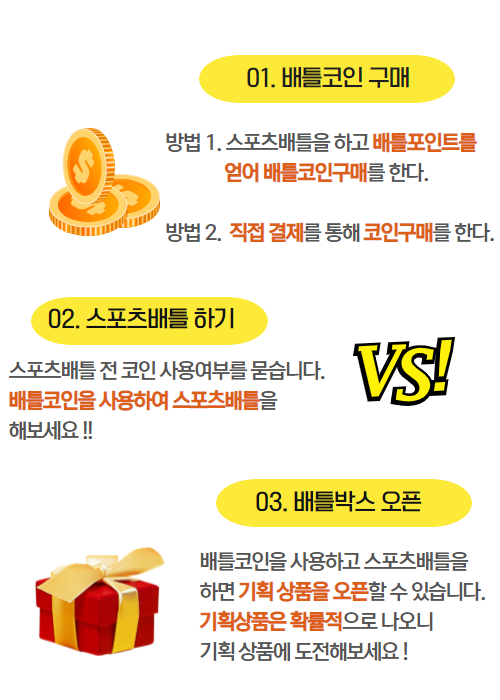 01. 배틀코인 구매
방법 1. 스포츠배틀을 하고 배틀포인트를
얻어 배틀코인구매를 한다.
방법 2. 직접 결제를 통해 코인구매를 한다.
02. 스포츠배틀 하기
스포츠배틀 전 코인 사용여부를 묻습니다.
배틀코인을 사용하여 스포츠배틀을
해보세요 !!
VS!
03. 배틀박스 오픈
배틀코인을 사용하고 스포츠배틀을
하면 기획 상품을 오픈할 수 있습니다.
기획상품은 확률적으로 나오니
기획 상품에 도전해보세요 !